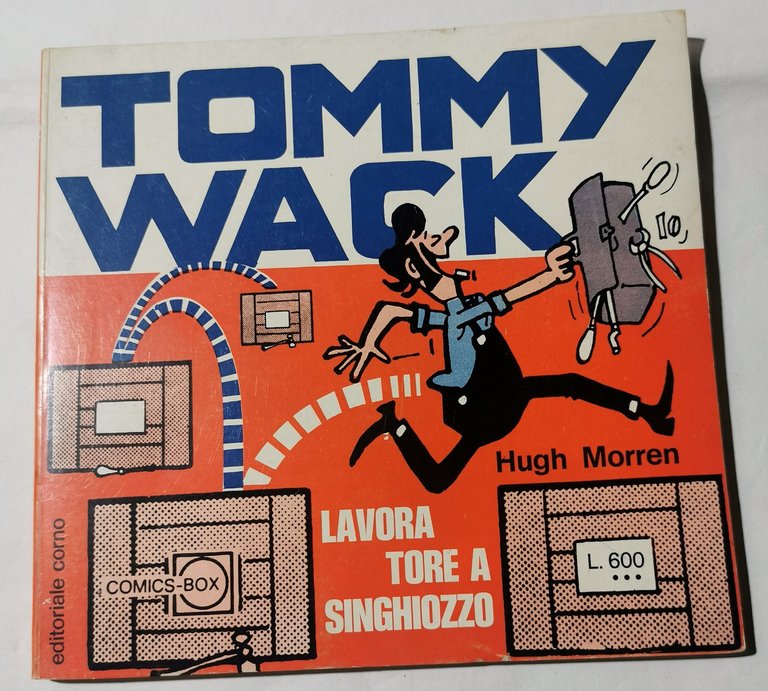 TOMMY
WACK
Hugh Morren
LAVORA
TORE A
SINGHIOZZO
COMICS-BOX
L. 600
editoriale corno